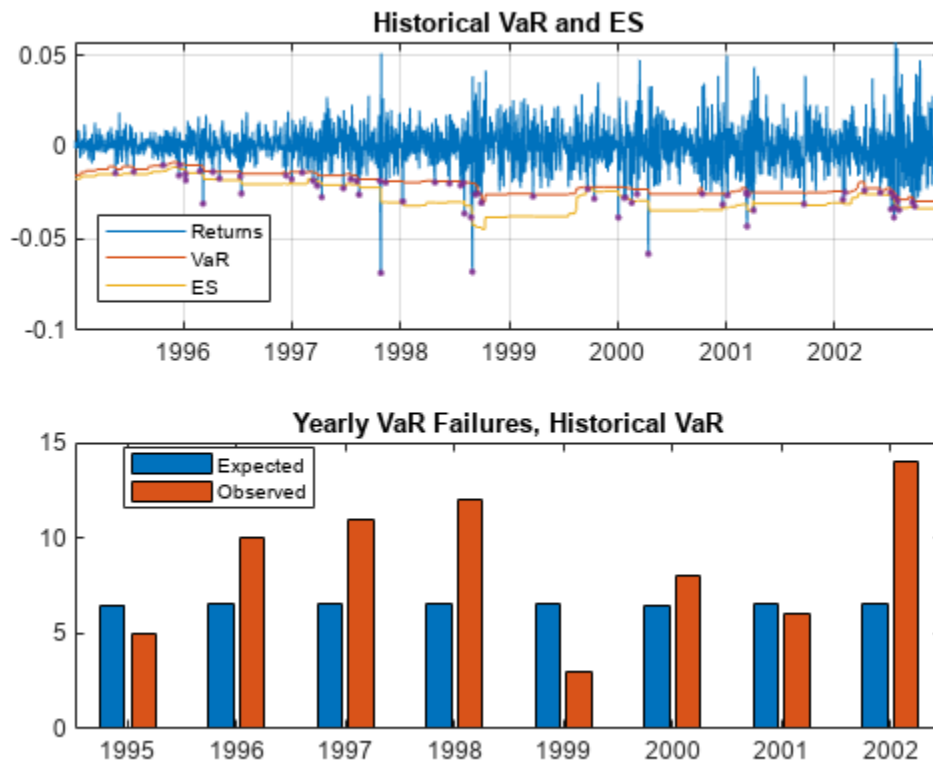 Historical VaR and ES
0.05
0
-0.05
-0.1
Returns
VaR
ES
1996 1997 1998 1999 2000 2001 2002
Yearly VaR Failures, Historical VaR
15
10
5
0
Expected
Observed
1995 1996 1997 1998 1999 2000 2001 2002